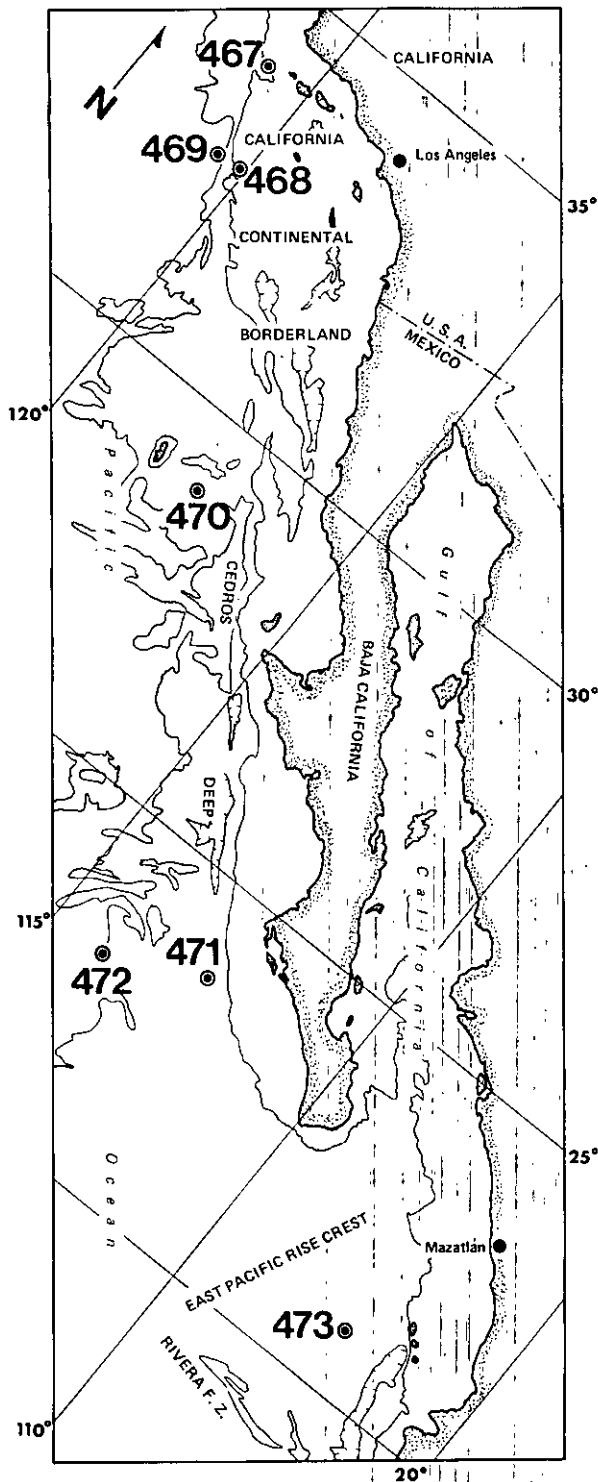 467
CALIFORNIA
N
469
CALIFORNIA
Los Angeles
468
35°
CONTINENTAL
U.S.A.
BORDERLAND
MEXICO
120°
Pacific
470
Gulf
CEDROS
BAJA CALIFORNIA
30°
of
DEEP
California
115°
471
472
25°
Ocean
Mazatlán
EAST PACIFIC RISE CREST
473
RIVERA F. Z.
110°
20°